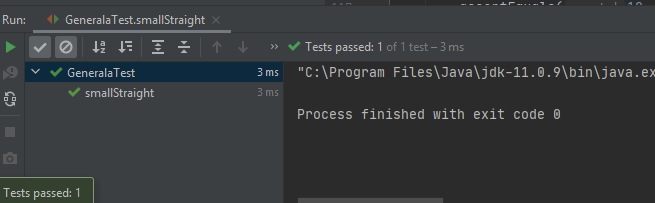 Run: GeneralaTest.smallStraight ×
Tests passed: 1 of 1 test – 3 ms
GeneralaTest 3 ms
smallStraight 3 ms
"C:\Program Files\Java\jdk-11.0.9\bin\java.ex
Process finished with exit code 0
Tests passed: 1